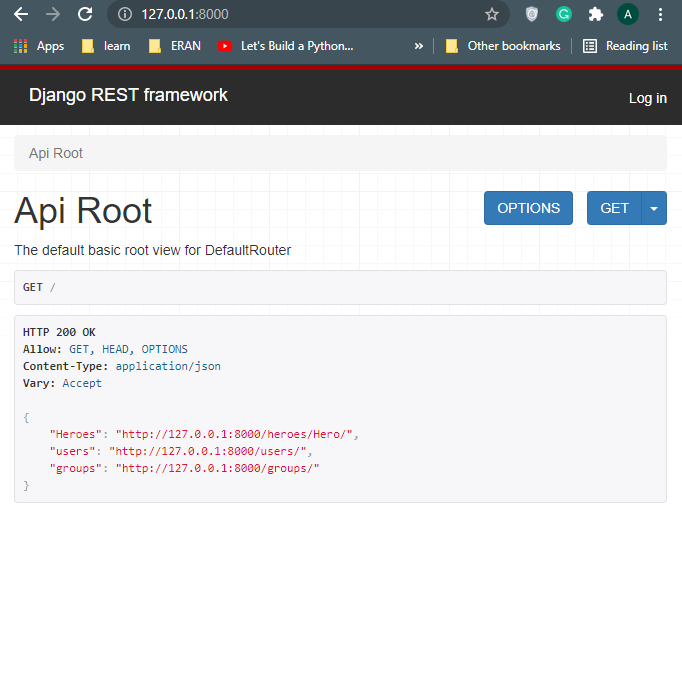 127.0.0.1:8000
G
A
Apps
learn
ERAN
Let's Build a Python...
»
Other bookmarks
Reading list
Django REST framework
Log in
Api Root
Api Root
OPTIONS
GET
The default basic root view for DefaultRouter
GET /
HTTP 200 OK
Allow: GET, HEAD, OPTIONS
Content-Type: application/json
Vary: Accept
{
"Heroes": "http://127.0.0.1:8000/heroes/Hero/",
"users": "http://127.0.0.1:8000/users/",
"groups": "http://127.0.0.1:8000/groups/"
}